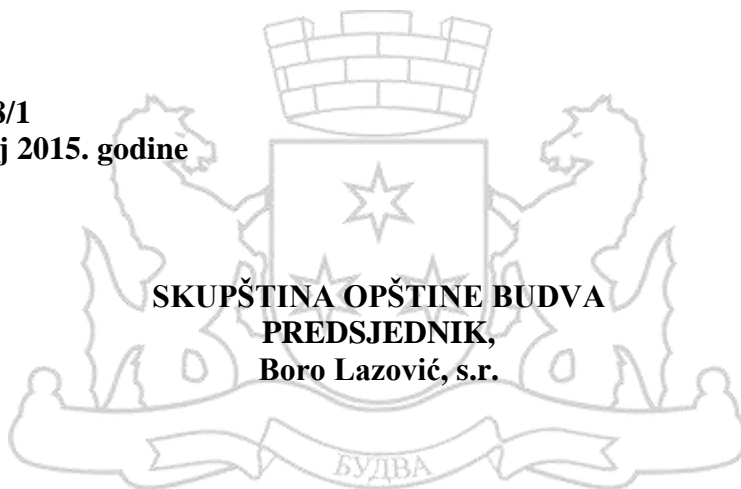 3/1
j 2015. godine
SKUPŠTINA OPŠTINE BUDVA
PREDSJEDNIK,
Boro Lazović, s.r.
БУДВА